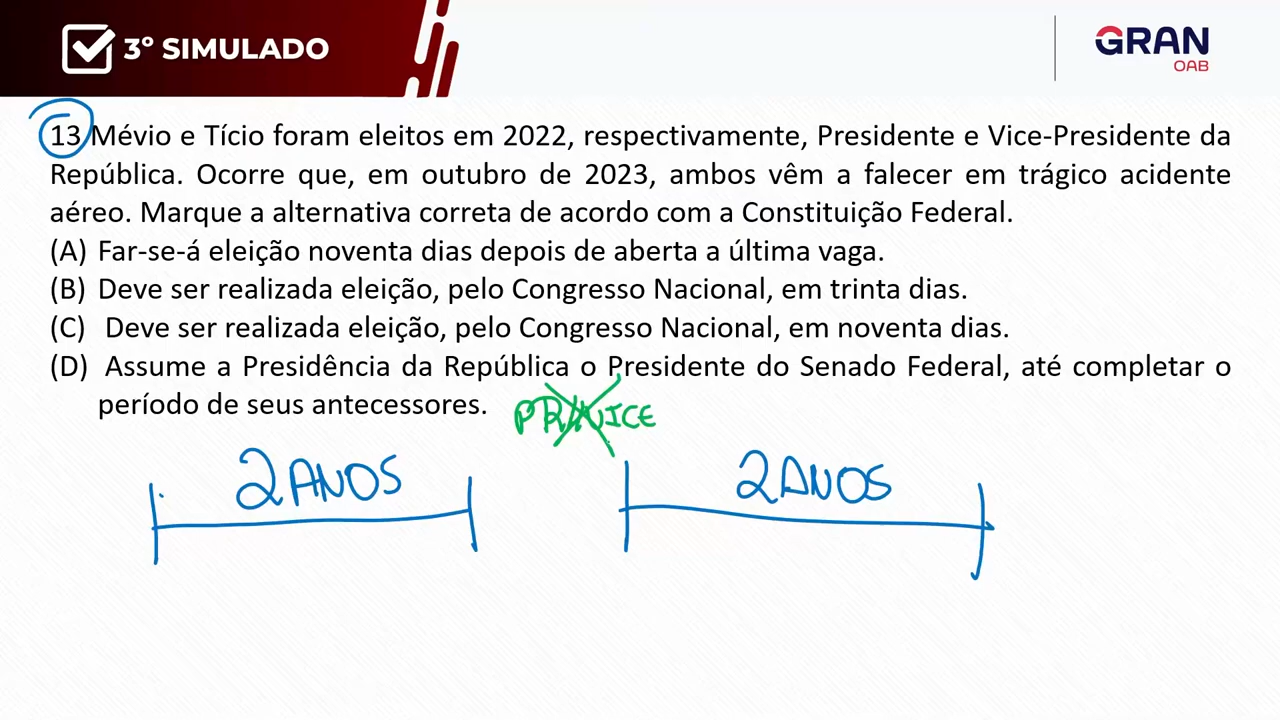 3º SIMULADO
GRAN
OAB
13 Mévio e Tício foram eleitos em 2022, respectivamente, Presidente e Vice-Presidente da
República. Ocorre que, em outubro de 2023, ambos vêm a falecer em trágico acidente
aéreo. Marque a alternativa correta de acordo com a Constituição Federal.
(A) Far-se-á eleição noventa dias depois de aberta a última vaga.
(B) Deve ser realizada eleição, pelo Congresso Nacional, em trinta dias.
(C) Deve ser realizada eleição, pelo Congresso Nacional, em noventa dias.
(D) Assume a Presidência da República o Presidente do Senado Federal, até completar o
período de seus antecessores.
2 ANOS
2 ANOS